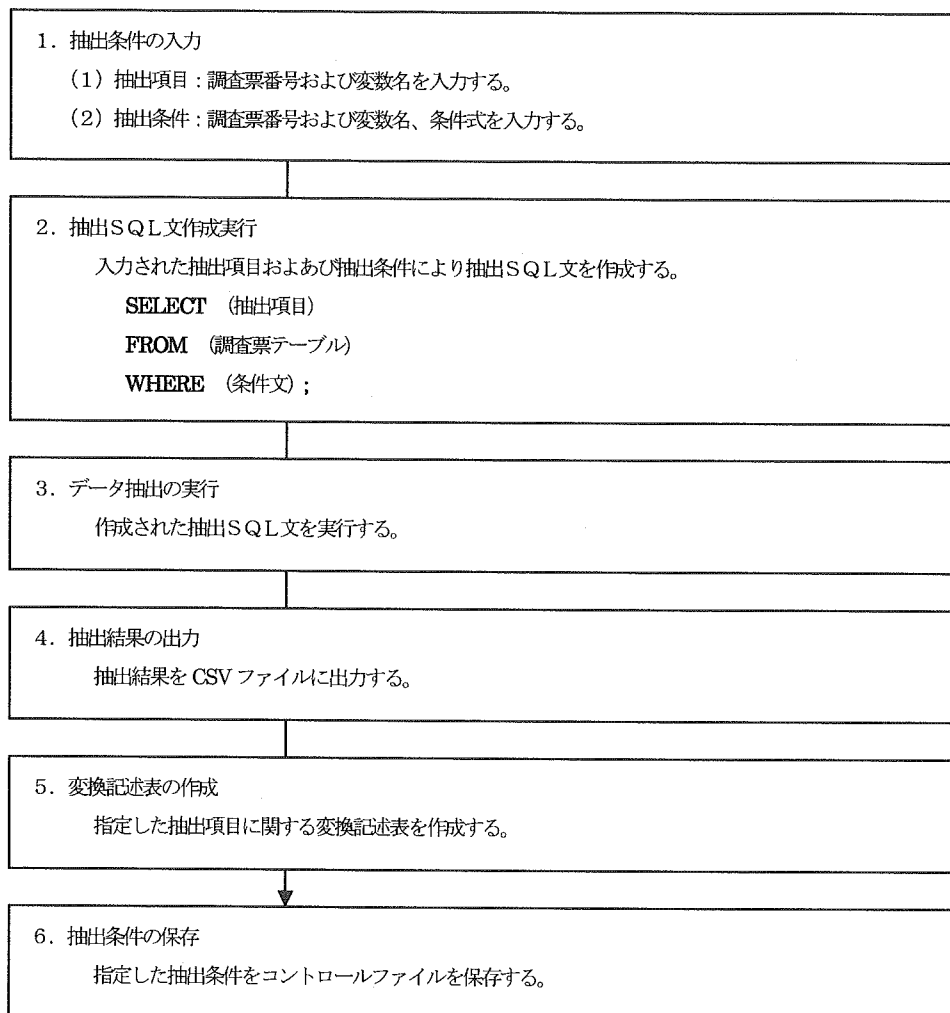 1．抽出条件の入力
（1）抽出項目：調査票番号および変数名を入力する。
（2）抽出条件：調査票番号および変数名、条件式を入力する。
2．抽出ＳＱＬ文作成実行
入力された抽出項目およあび抽出条件により抽出ＳＱＬ文を作成する。
SELECT （抽出項目）
FROM （調査票テーブル）
WHERE （条件文）;
3．データ抽出の実行
作成された抽出ＳＱＬ文を実行する。
4．抽出結果の出力
抽出結果を CSV ファイルに出力する。
5．変換記述表の作成
指定した抽出項目に関する変換記述表を作成する。
6．抽出条件の保存
指定した抽出条件をコントロールファイルを保存する。